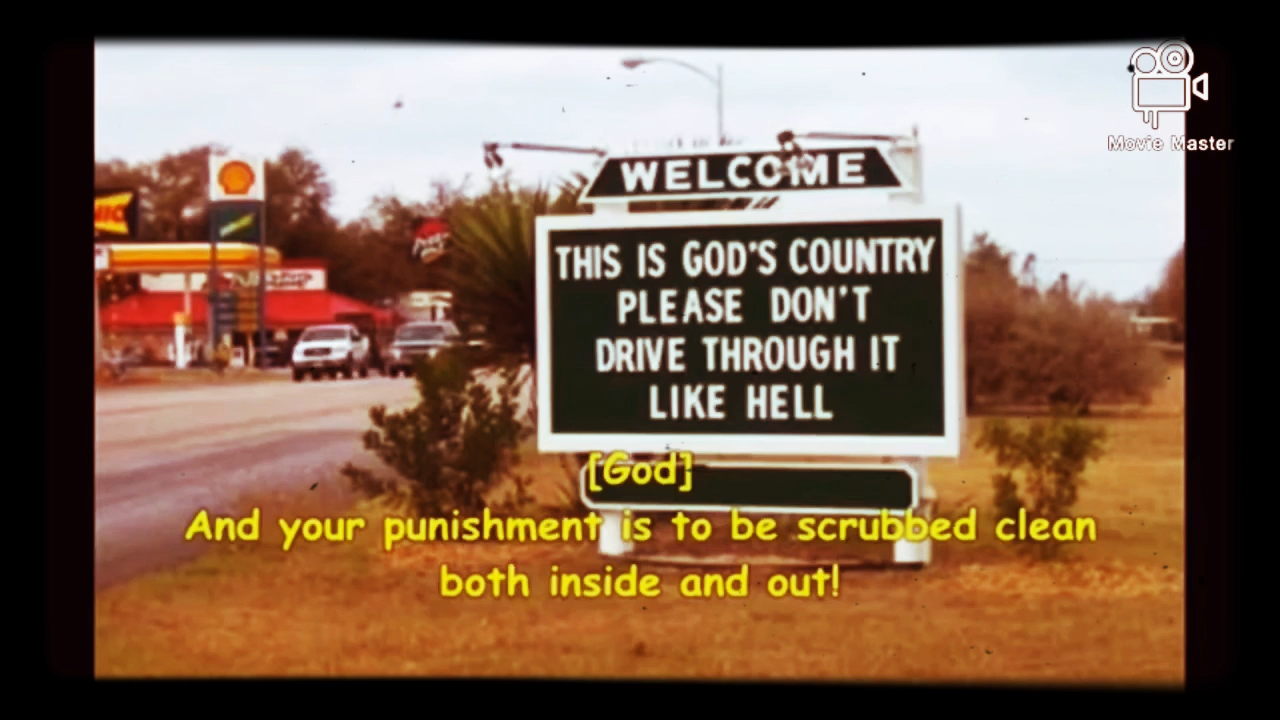 Movie Master
WELCOME
THIS IS GOD'S COUNTRY
PLEASE DON'T
DRIVE THROUGH IT
LIKE HELL
[God]
And your punishment is to be scrubbed clean
both inside and out!